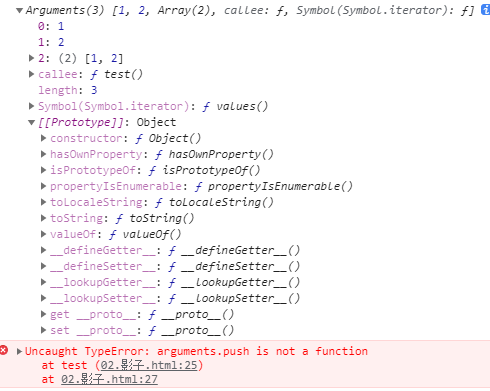 Arguments(3) [1, 2, Array(2), callee: ƒ, Symbol(Symbol.iterator): ƒ] i
0: 1
1: 2
2: (2) [1, 2]
callee: ƒ test()
length: 3
Symbol(Symbol.iterator): ƒ values()
[[Prototype]]: Object
constructor: ƒ Object()
hasOwnProperty: ƒ hasOwnProperty()
isPrototypeOf: ƒ isPrototypeOf()
propertyIsEnumerable: ƒ propertyIsEnumerable()
toLocaleString: ƒ toLocaleString()
toString: ƒ toString()
valueOf: ƒ valueOf()
__defineGetter__: ƒ __defineGetter__()
__defineSetter__: ƒ __defineSetter__()
__lookupGetter__: ƒ __lookupGetter__()
__lookupSetter__: ƒ __lookupSetter__()
get __proto__: ƒ __proto__()
set __proto__: ƒ __proto__()
Uncaught TypeError: arguments.push is not a function
at test (02.影子.html:25)
at 02.影子.html:27